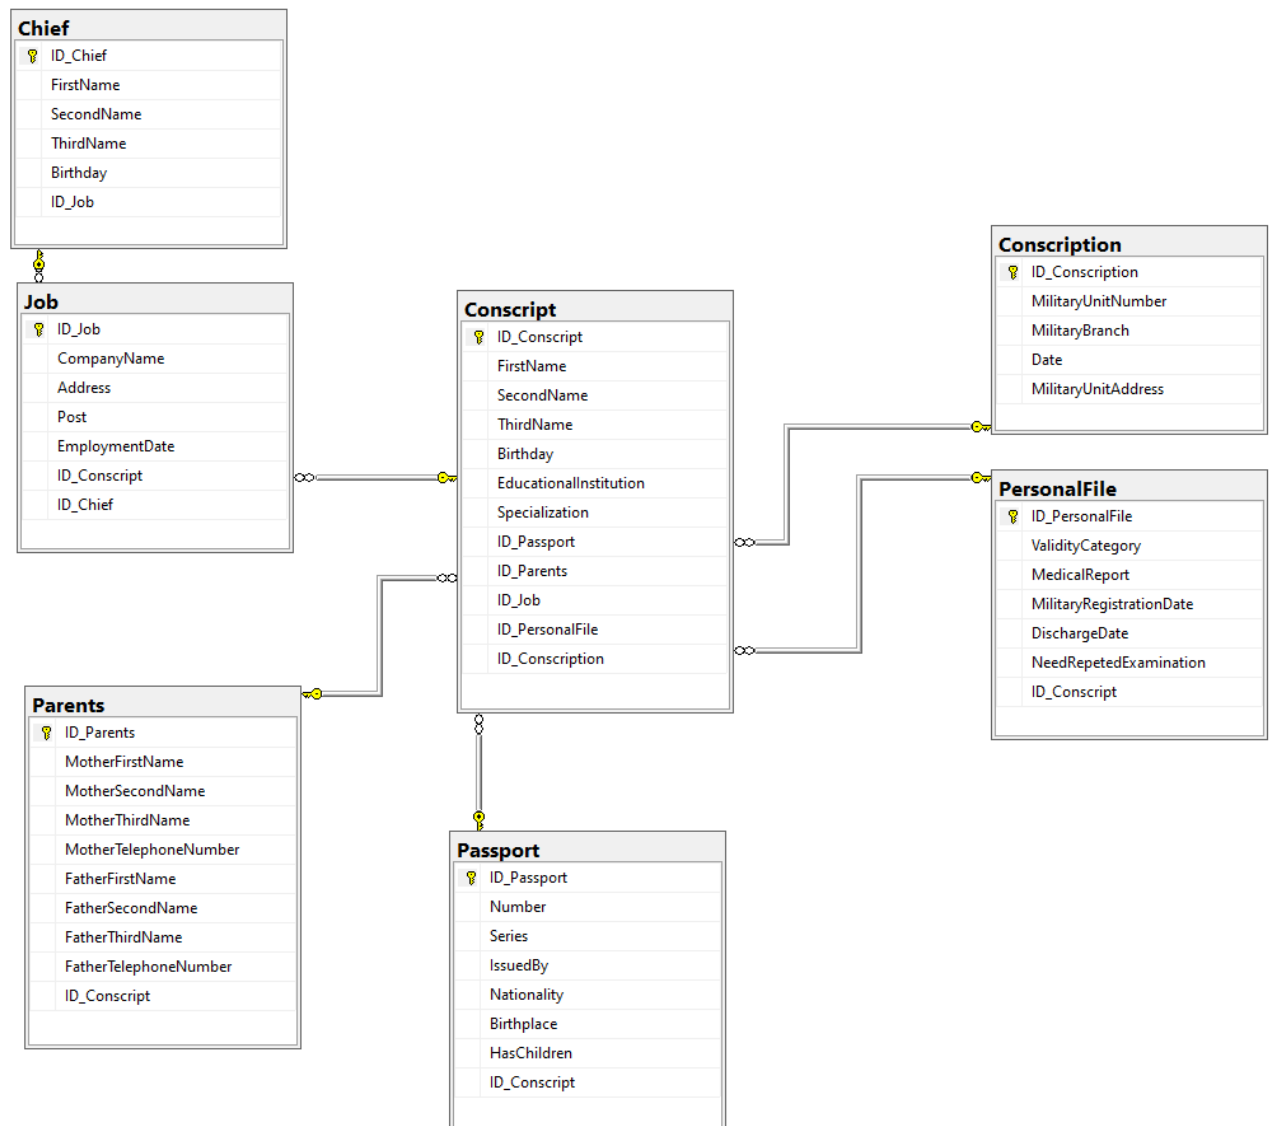 Chief
ID_Chief
FirstName
SecondName
ThirdName
Birthday
ID_Job
Job
ID_Job
CompanyName
Address
Post
EmploymentDate
ID_Conscript
ID_Chief
Conscript
ID_Conscript
FirstName
SecondName
ThirdName
Birthday
EducationalInstitution
Specialization
ID_Passport
ID_Parents
ID_Job
ID_PersonalFile
ID_Conscription
Conscription
ID_Conscription
MilitaryUnitNumber
MilitaryBranch
Date
MilitaryUnitAddress
PersonalFile
ID_PersonalFile
ValidityCategory
MedicalReport
MilitaryRegistrationDate
DischargeDate
NeedRepetedExamination
ID_Conscript
Parents
ID_Parents
MotherFirstName
MotherSecondName
MotherThirdName
MotherTelephoneNumber
FatherFirstName
FatherSecondName
FatherThirdName
FatherTelephoneNumber
ID_Conscript
Passport
ID_Passport
Number
Series
IssuedBy
Nationality
Birthplace
HasChildren
ID_Conscript